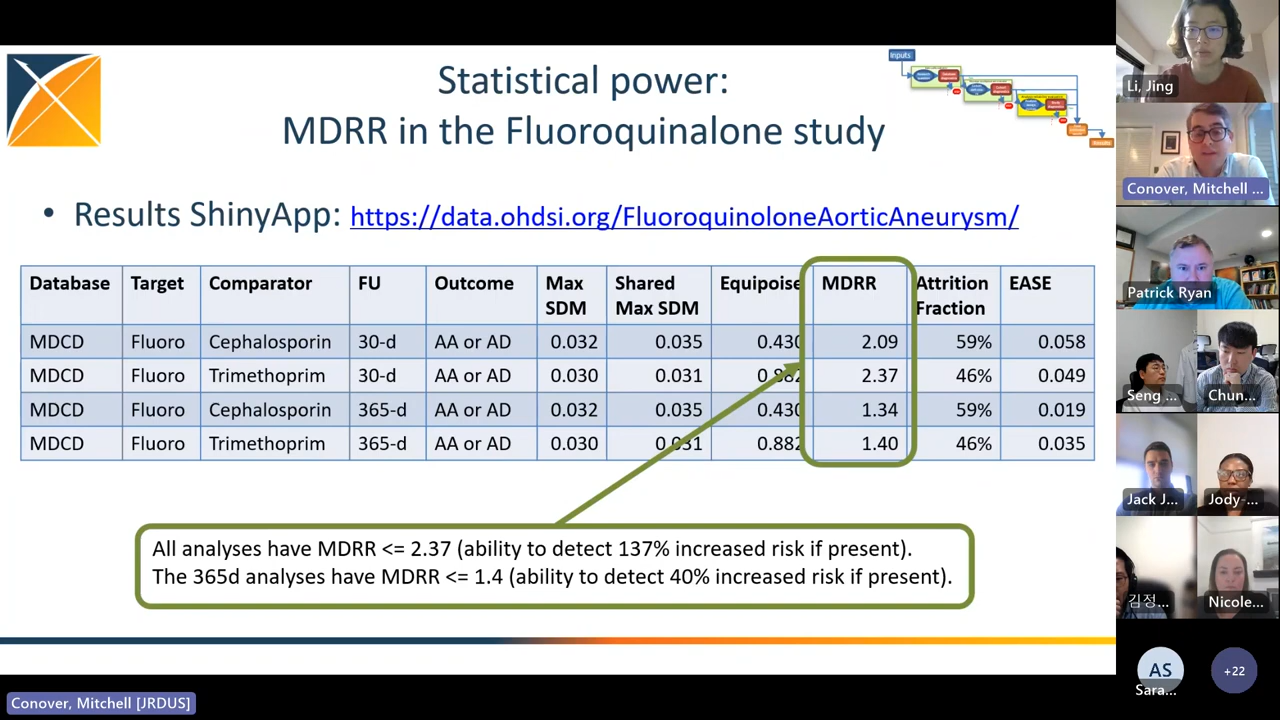 Statistical power:
MDRR in the Fluoroquinalone study
Inputs
Results
• Results ShinyApp: https://data.ohdsi.org/FluoroquinoloneAorticAneurysm/
Database Target Comparator FU Outcome Max SDM Shared Max SDM Equipoise MDRR Attrition Fraction EASE
MDCD Fluoro Cephalosporin 30-d AA or AD 0.032 0.035 0.430 2.09 59% 0.058
MDCD Fluoro Trimethoprim 30-d AA or AD 0.030 0.031 0.882 2.37 46% 0.049
MDCD Fluoro Cephalosporin 365-d AA or AD 0.032 0.035 0.430 1.34 59% 0.019
MDCD Fluoro Trimethoprim 365-d AA or AD 0.030 0.031 0.882 1.40 46% 0.035
All analyses have MDRR <= 2.37 (ability to detect 137% increased risk if present).
The 365d analyses have MDRR <= 1.4 (ability to detect 40% increased risk if present).
Conover, Mitchell [JRDUS]
Li, Jing
Conover, Mitchell ...
Patrick Ryan
Seng ... Chun...
Jack J... Jody-...
김정... Nicole...
AS +22
Sara...